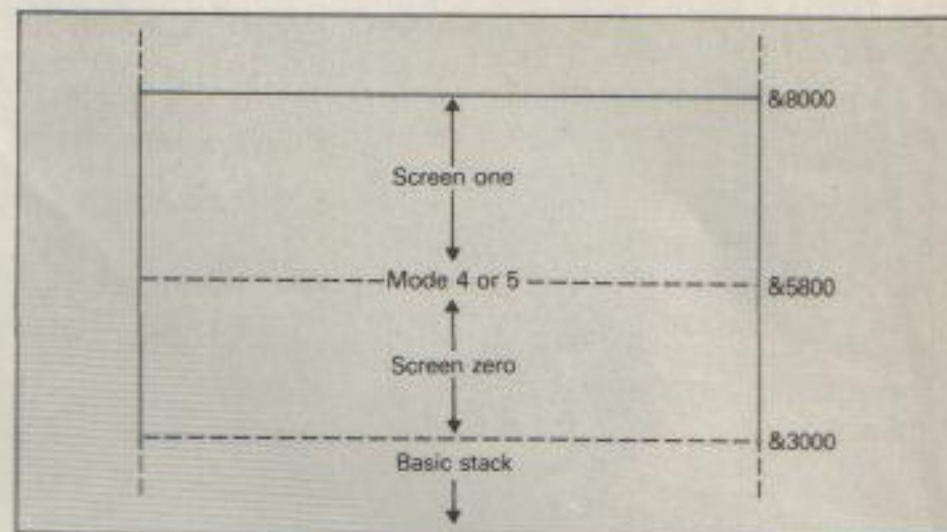 &8000
Screen one
Mode 4 or 5
&5800
Screen zero
&3000
Basic stack